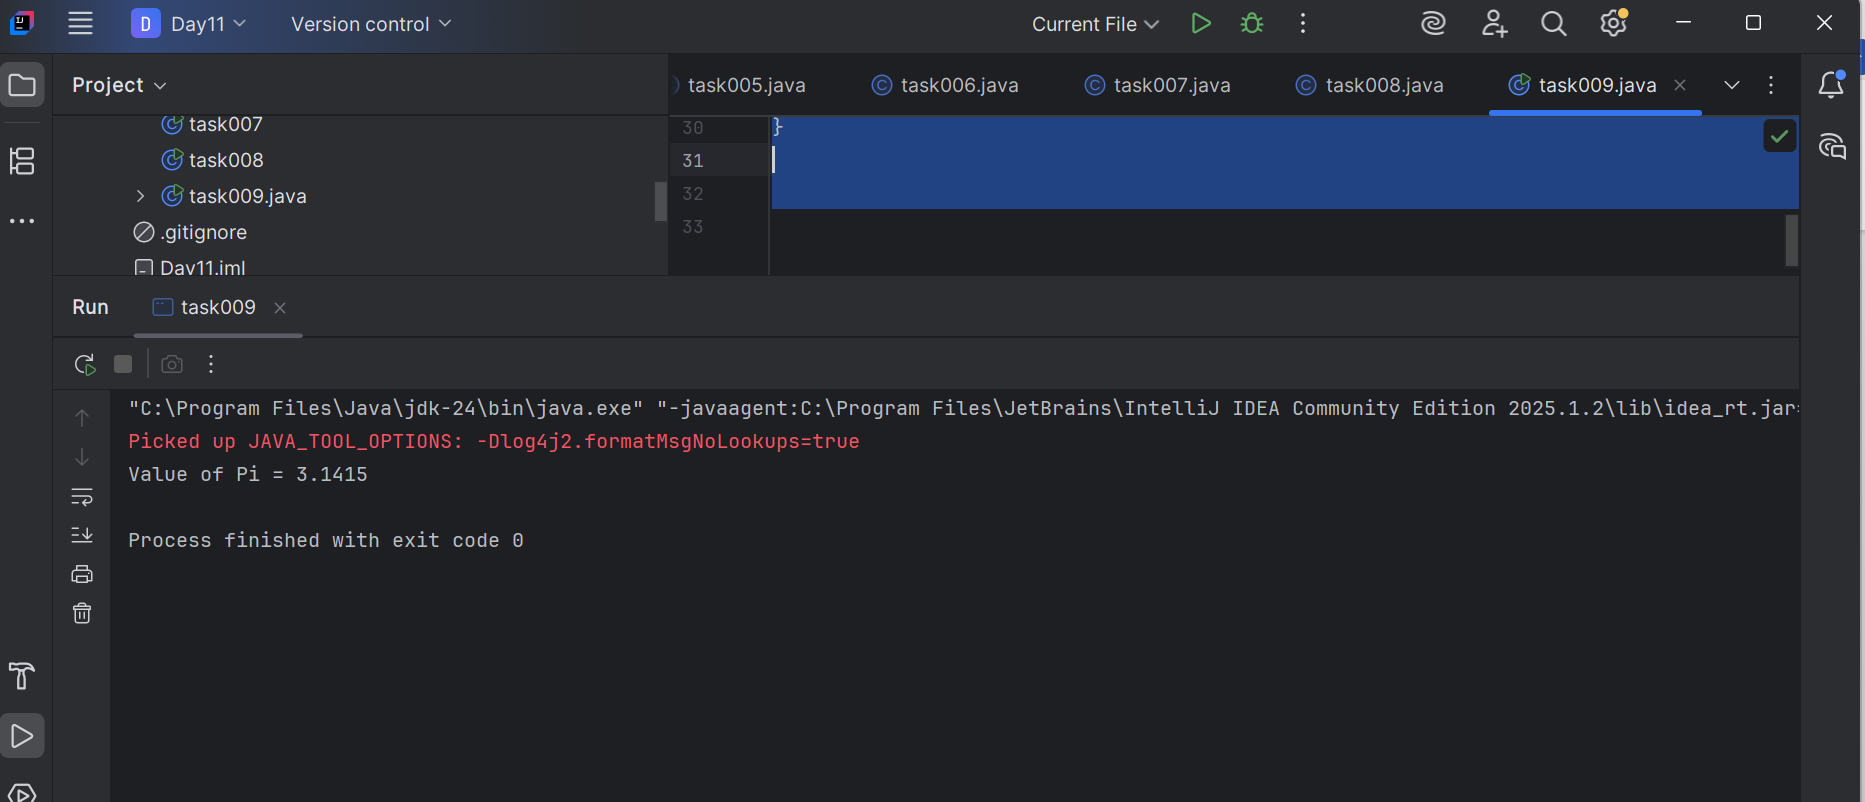 D Day11 Version control Current File
Project
task005.java task006.java task007.java task008.java task009.java
task007
task008
task009.java
.gitignore
Day11.iml
30 }
31
32
33
Run task009
"C:\Program Files\Java\jdk-24\bin\java.exe" "-javaagent:C:\Program Files\JetBrains\IntelliJ IDEA Community Edition 2025.1.2\lib\idea_rt.jar=
Picked up JAVA_TOOL_OPTIONS: -Dlog4j2.formatMsgNoLookups=true
Value of Pi = 3.1415
Process finished with exit code 0